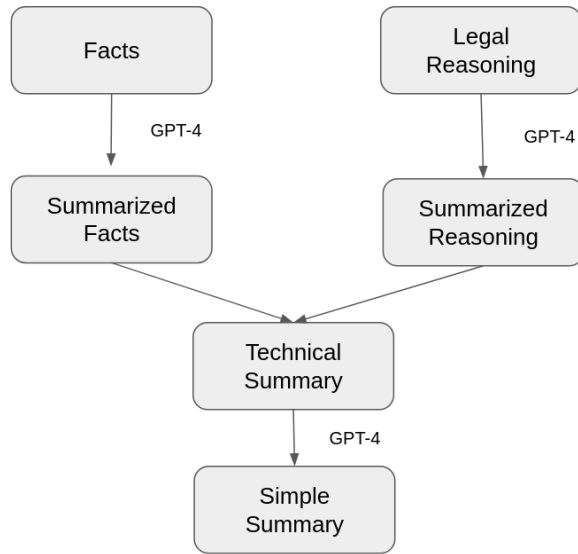 Facts
Legal
Reasoning
GPT-4
GPT-4
Summarized
Facts
Summarized
Reasoning
Technical
Summary
GPT-4
Simple
Summary